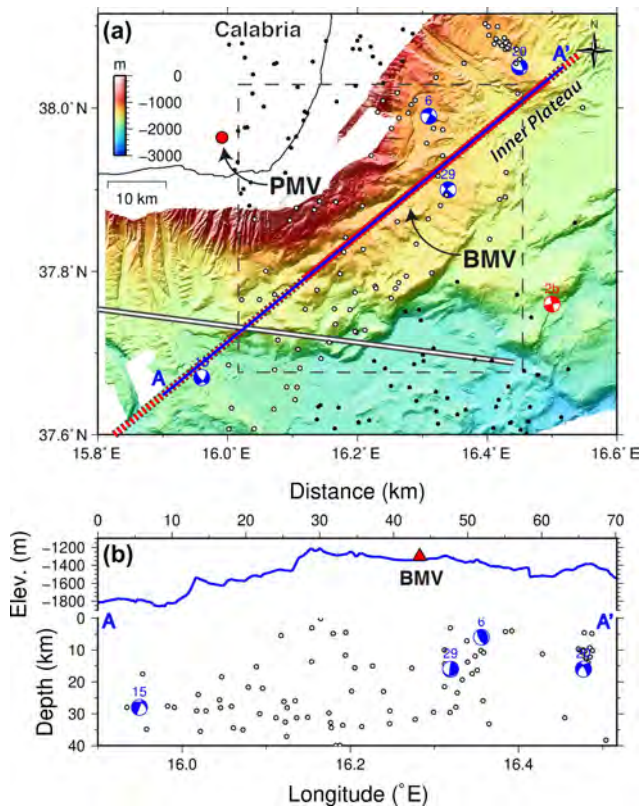 (a)
Calabria
m
0
−1000
−2000
−3000
10 km
PMV
BMV
Inner Plateau
N
A'
A
20
6
29
38.0°N
37.8°N
37.6°N
15.8°E 16.0°E 16.2°E 16.4°E 16.6°E
Distance (km)
0 10 20 30 40 50 60 70
(b)
Elev. (m)
−1200
−1400
−1600
−1800
BMV
A
A'
Depth (km)
0
10
20
30
40
15
29
6
16.0 16.2 16.4
Longitude (°E)